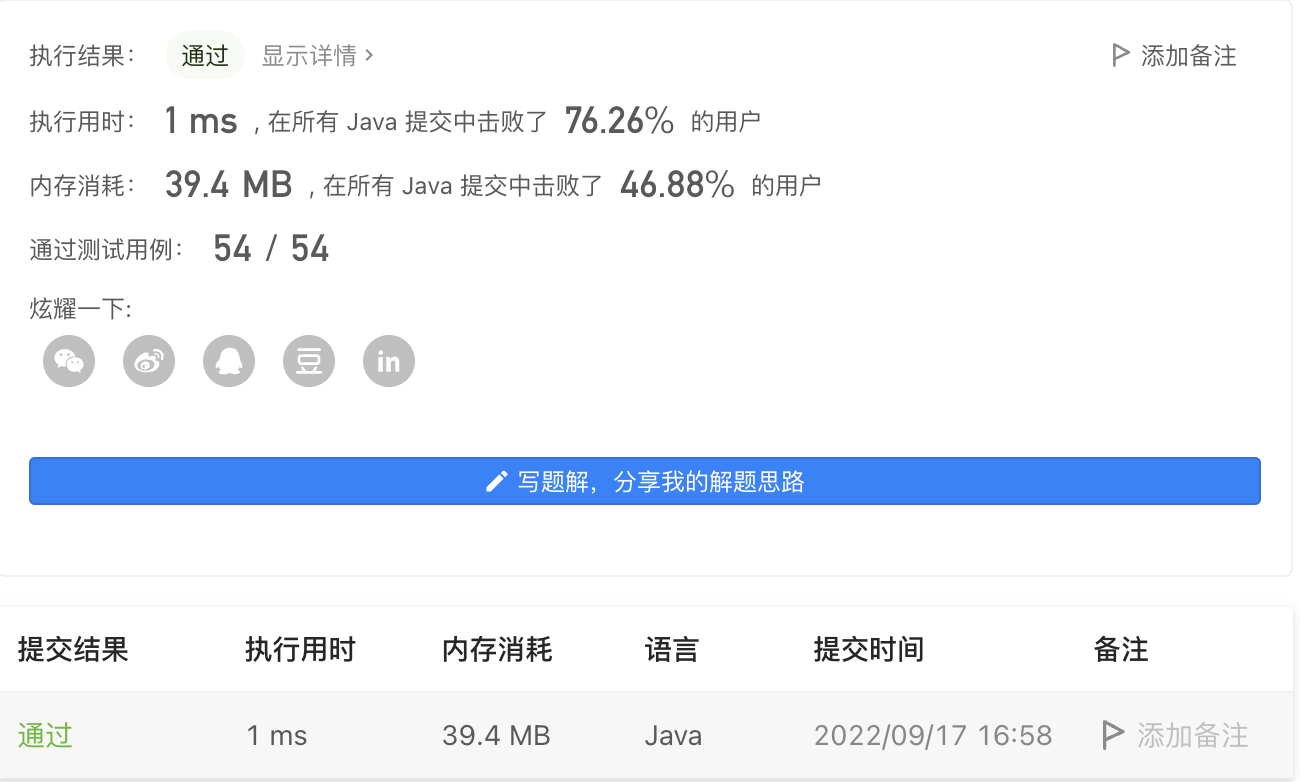 执行结果： 通过 显示详情 › 添加备注
执行用时： 1 ms , 在所有 Java 提交中击败了 76.26% 的用户
内存消耗： 39.4 MB , 在所有 Java 提交中击败了 46.88% 的用户
通过测试用例： 54 / 54
炫耀一下:
豆 in
写题解，分享我的解题思路
提交结果 执行用时 内存消耗 语言 提交时间 备注
通过 1 ms 39.4 MB Java 2022/09/17 16:58 添加备注